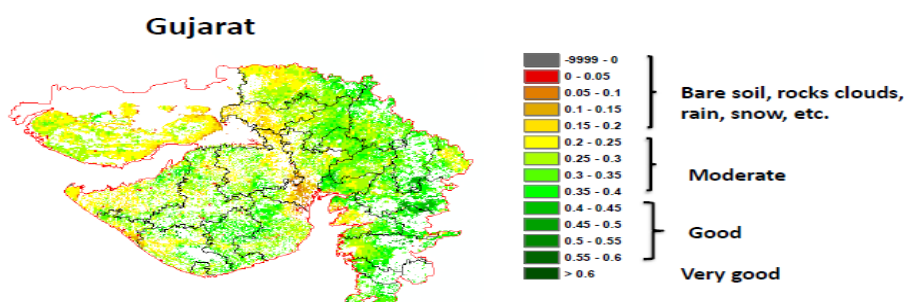 Gujarat
-9999 - 0
0 - 0.05
0.05 - 0.1
0.1 - 0.15
0.15 - 0.2
0.2 - 0.25
0.25 - 0.3
0.3 - 0.35
0.35 - 0.4
0.4 - 0.45
0.45 - 0.5
0.5 - 0.55
0.55 - 0.6
> 0.6
Bare soil, rocks clouds,
rain, snow, etc.
Moderate
Good
Very good